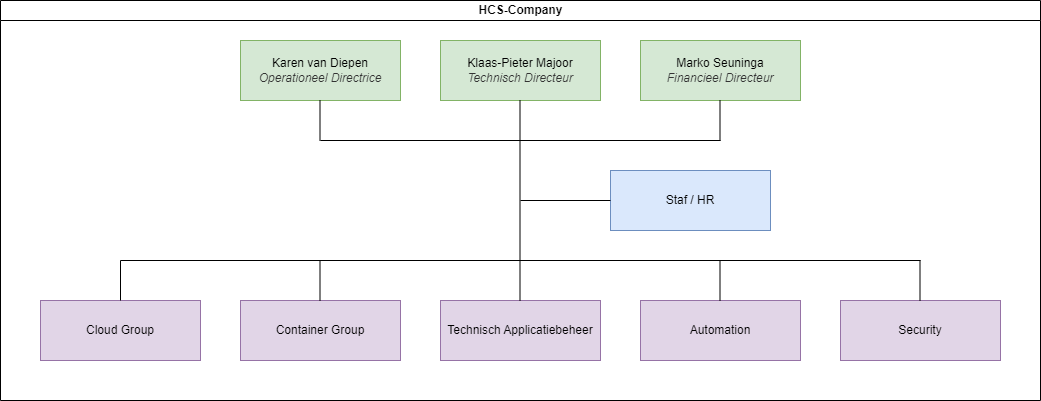 HCS-Company
Karen van Diepen
Operationeel Directrice
Klaas-Pieter Majoor
Technisch Directeur
Marko Seuninga
Financieel Directeur
Staf / HR
Cloud Group
Container Group
Technisch Applicatiebeheer
Automation
Security